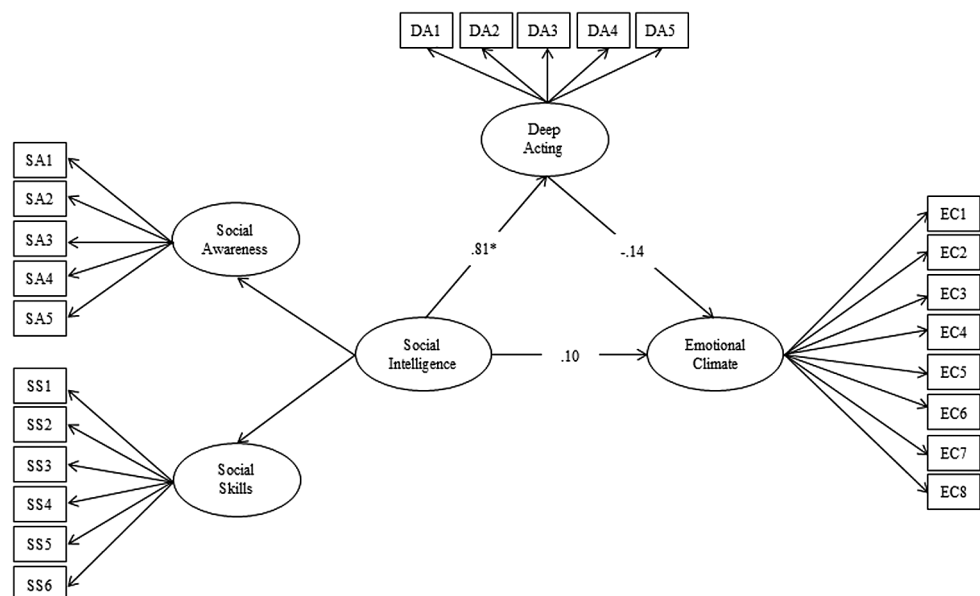 DA1 DA2 DA3 DA4 DA5
Deep
Acting
SA1
SA2
SA3
SA4
SA5
Social
Awareness
.81*
-.14
EC1
EC2
EC3
EC4
EC5
EC6
EC7
EC8
Social
Intelligence
.10
Emotional
Climate
SS1
SS2
SS3
SS4
SS5
SS6
Social
Skills